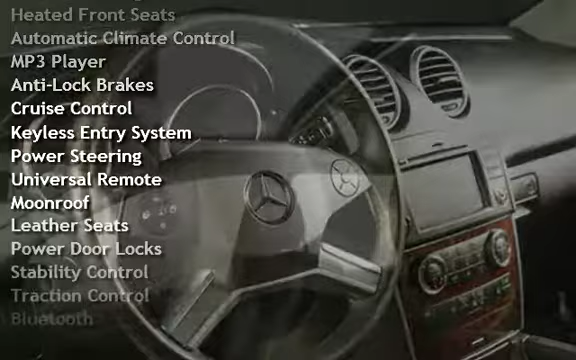 Heated Front Seats
Automatic Climate Control
MP3 Player
Anti-Lock Brakes
Cruise Control
Keyless Entry System
Power Steering
Universal Remote
Moonroof
Leather Seats
Power Door Locks
Stability Control
Traction Control
Bluetooth